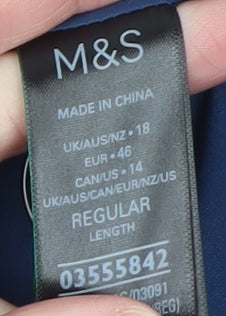 M&S
MADE IN CHINA
UK/AUS/NZ • 18
EUR • 46
CAN/US • 14
UK/AUS/CAN/EUR/NZ/US
REGULAR
LENGTH
03555842
/03091